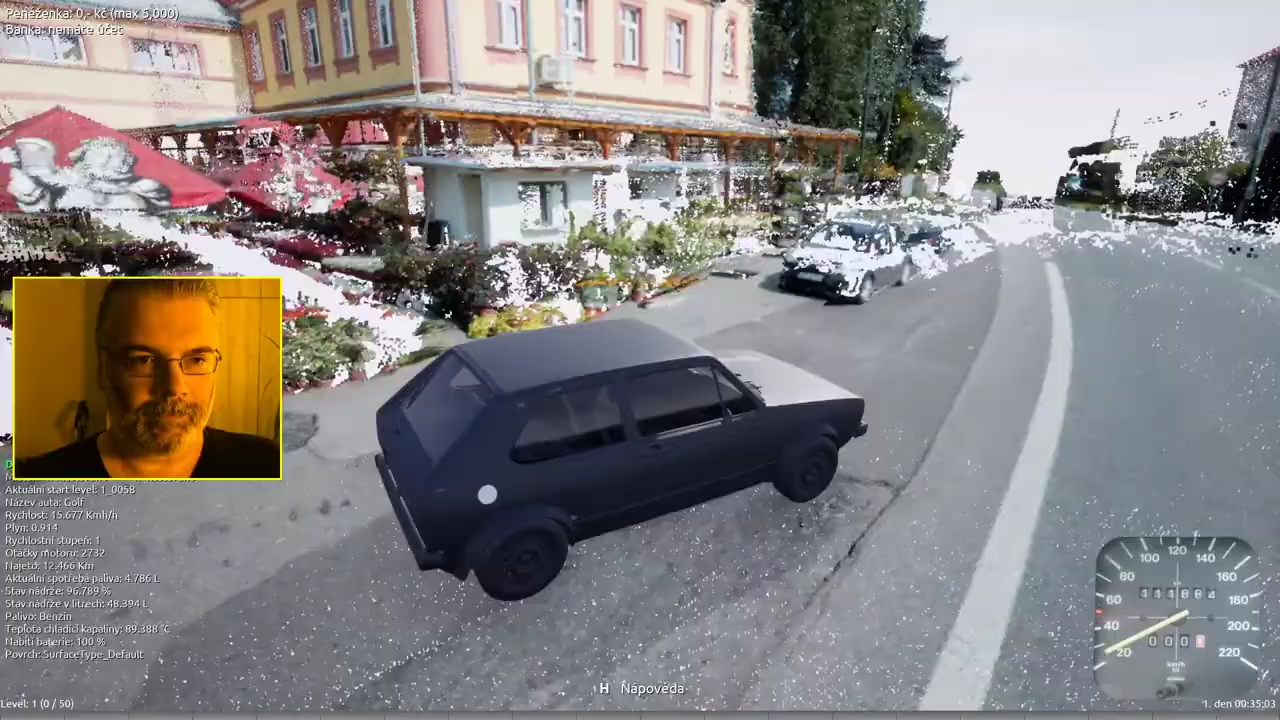 Peněženka: 0,- kč (max 5,000)
Banka: nemáte účet
Aktuální start level: 1_0058
Název auta: Golf
Rychlost: 15.677 Kmh/h
Plyn: 0.914
Rychlostní stupeň: 1
Otáčky motoru: 2732
Najeto: 12.466 Km
Aktuální spotřeba paliva: 4.786 L
Stav nádrže: 96.789 %
Stav nádrže v litrech: 48.394 L
Palivo: Benzin
Teplota chladící kapaliny: 89.388 °C
Nabití baterie: 100 %
Povrch: SurfaceType_Default
Level: 1 (0 / 50)
H Nápověda
100 120 140
80 160
60 180
40 200
20 220
km/h
1. den 00:35:03